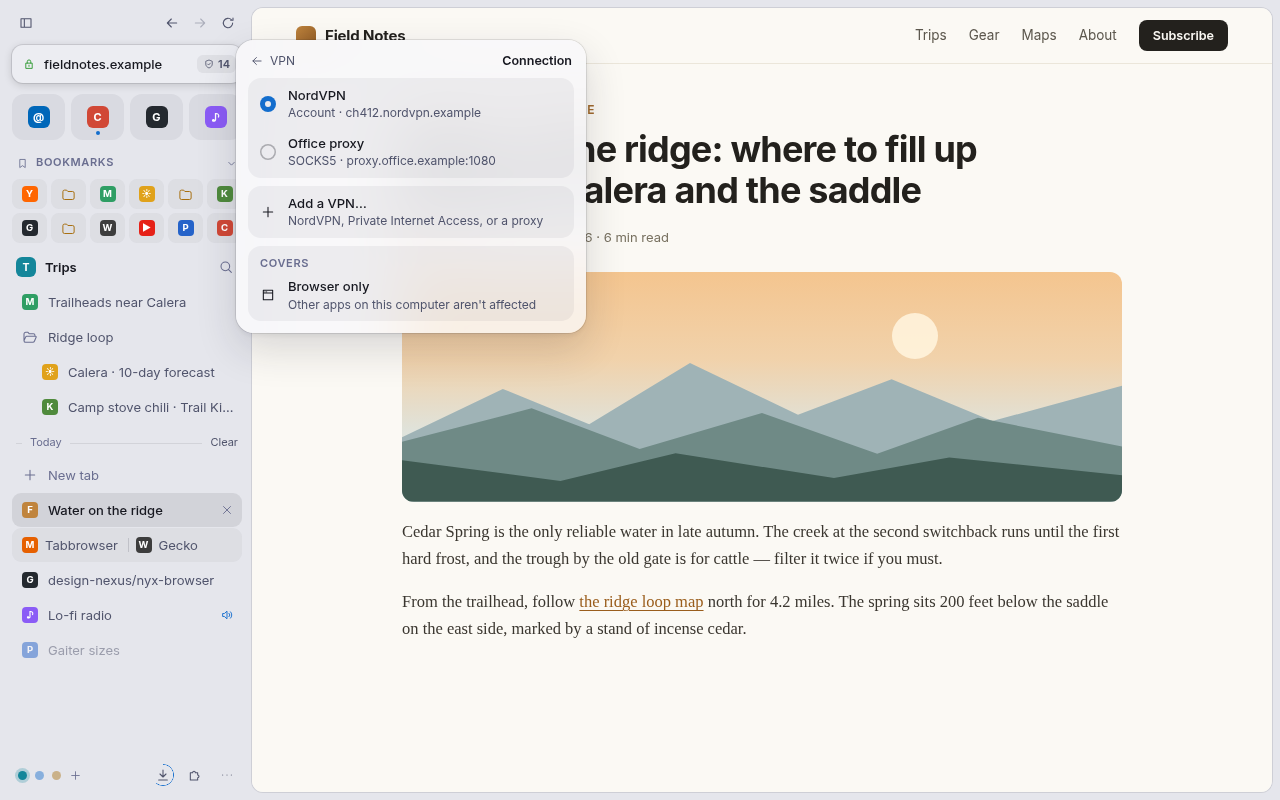 fieldnotes.example
14
@
C
G
BOOKMARKS
Y
M
K
G
W
P
C
T
Trips
M
Trailheads near Calera
Ridge loop
Calera · 10-day forecast
K
Camp stove chili · Trail Ki…
Today
Clear
New tab
F
Water on the ridge
M
Tabbrowser
W
Gecko
G
design-nexus/nyx-browser
Lo-fi radio
P
Gaiter sizes
VPN
Connection
NordVPN
Account · ch412.nordvpn.example
Office proxy
SOCKS5 · proxy.office.example:1080
Add a VPN…
NordVPN, Private Internet Access, or a proxy
COVERS
Browser only
Other apps on this computer aren't affected
Field Notes
Trips
Gear
Maps
About
Subscribe
ridge: where to fill up
and the saddle
· 6 min read
Cedar Spring is the only reliable water in late autumn. The creek at the second switchback runs until the first
hard frost, and the trough by the old gate is for cattle — filter it twice if you must.
From the trailhead, follow the ridge loop map north for 4.2 miles. The spring sits 200 feet below the saddle
on the east side, marked by a stand of incense cedar.